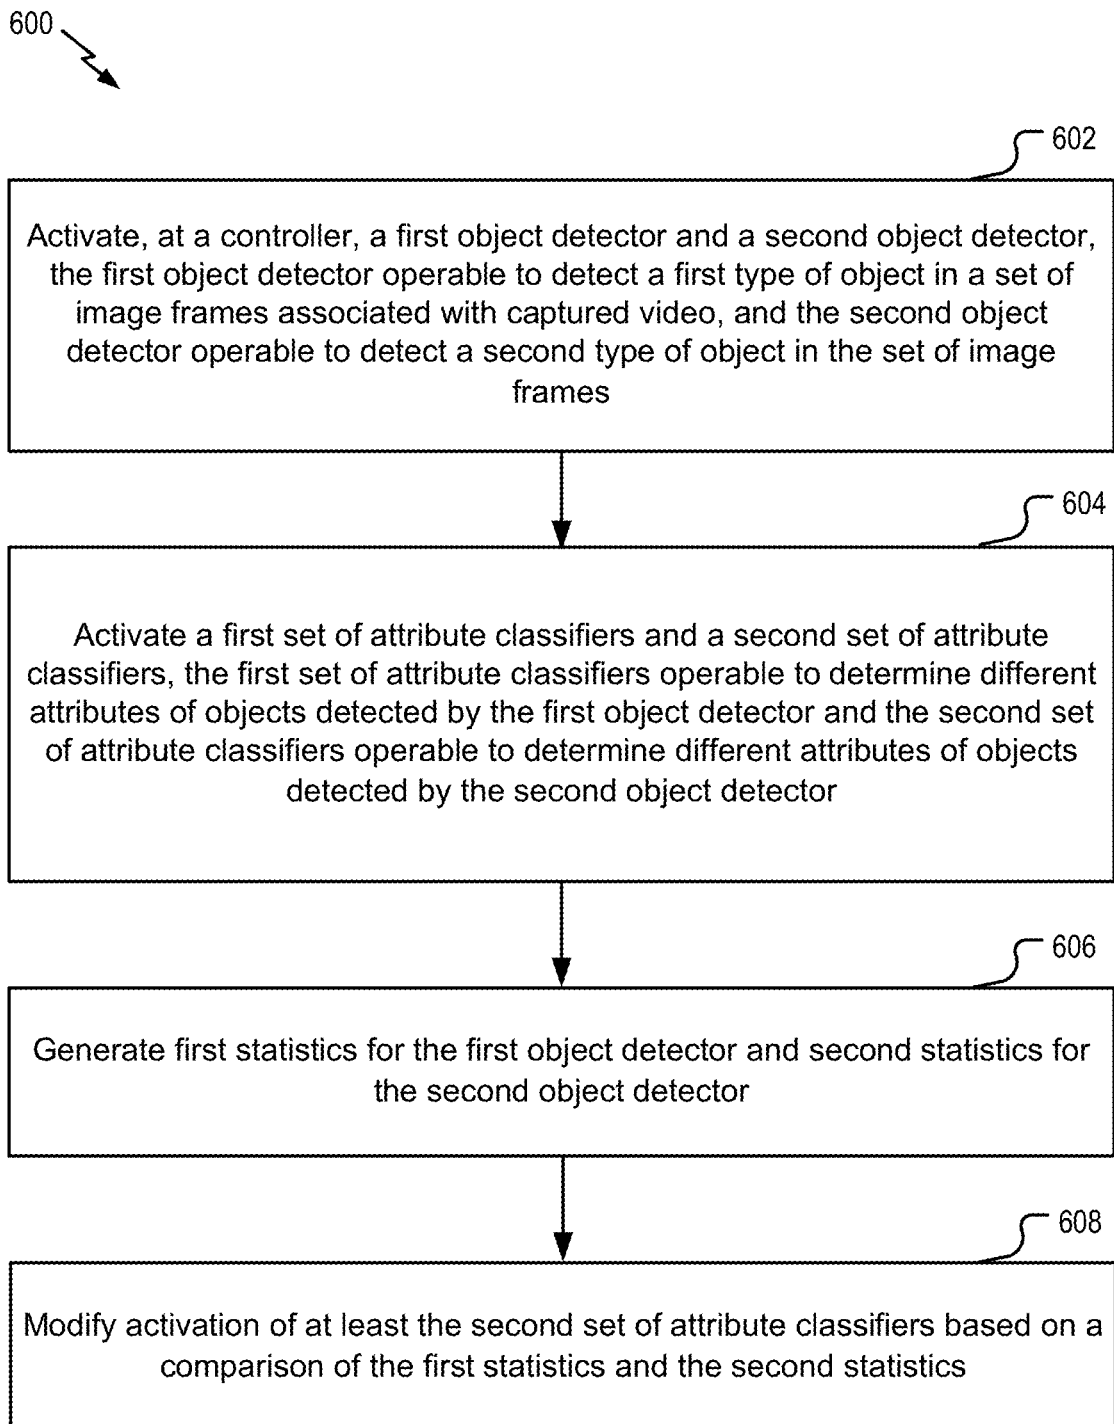 600
602
Activate, at a controller, a first object detector and a second object detector,
the first object detector operable to detect a first type of object in a set of
image frames associated with captured video, and the second object
detector operable to detect a second type of object in the set of image
frames
604
Activate a first set of attribute classifiers and a second set of attribute
classifiers, the first set of attribute classifiers operable to determine different
attributes of objects detected by the first object detector and the second set
of attribute classifiers operable to determine different attributes of objects
detected by the second object detector
606
Generate first statistics for the first object detector and second statistics for
the second object detector
608
Modify activation of at least the second set of attribute classifiers based on a
comparison of the first statistics and the second statistics